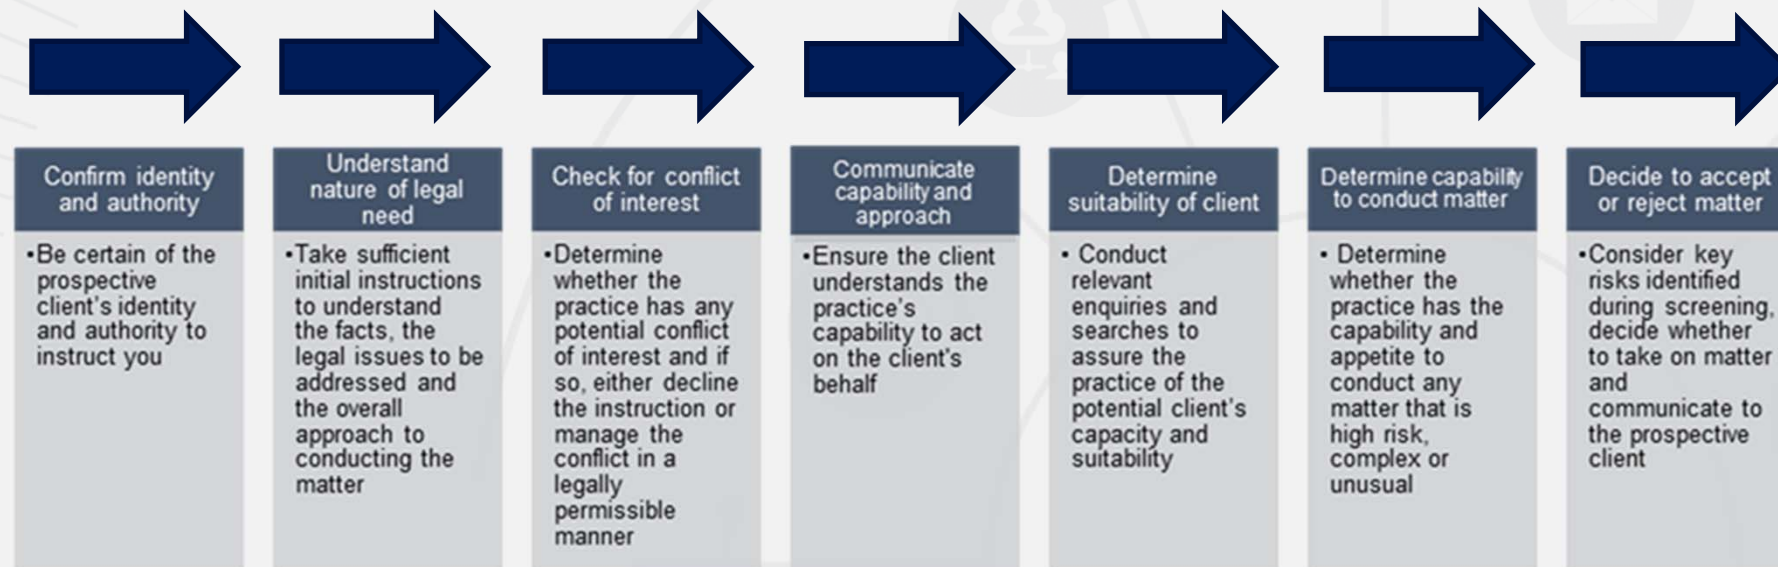 Confirm identity
and authority
•Be certain of the
prospective
client's identity
and authority to
instruct you
Understand
nature of legal
need
•Take sufficient
initial instructions
to understand
the facts, the
legal issues to be
addressed and
the overall
approach to
conducting the
matter
Check for conflict
of interest
•Determine
whether the
practice has any
potential conflict
of interest and if
so, either decline
the instruction or
manage the
conflict in a
legally
permissible
manner
Communicate
capability and
approach
•Ensure the client
understands the
practice's
capability to act
on the client's
behalf
Determine
suitability of client
• Conduct
relevant
enquiries and
searches to
assure the
practice of the
potential client's
capacity and
suitability
Determine capability
to conduct matter
• Determine
whether the
practice has the
capability and
appetite to
conduct any
matter that is
high risk,
complex or
unusual
Decide to accept
or reject matter
•Consider key
risks identified
during screening,
decide whether
to take on matter
and
communicate to
the prospective
client